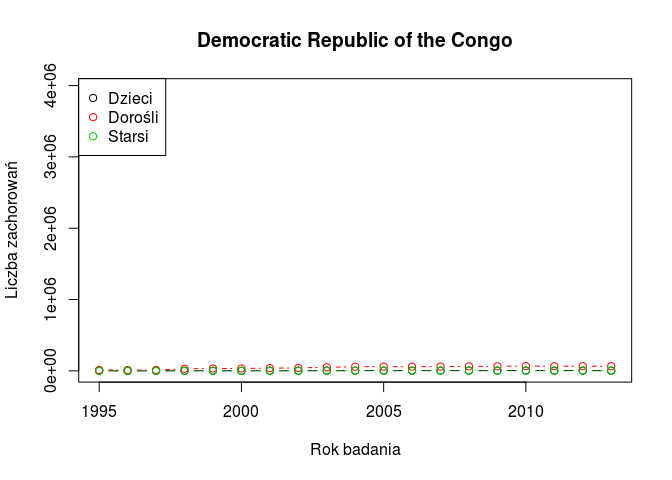 Democratic Republic of the Congo
Dzieci
Dorośli
Starsi
Liczba zachorowań
4e+06
3e+06
2e+06
1e+06
0e+00
1995 2000 2005 2010
Rok badania